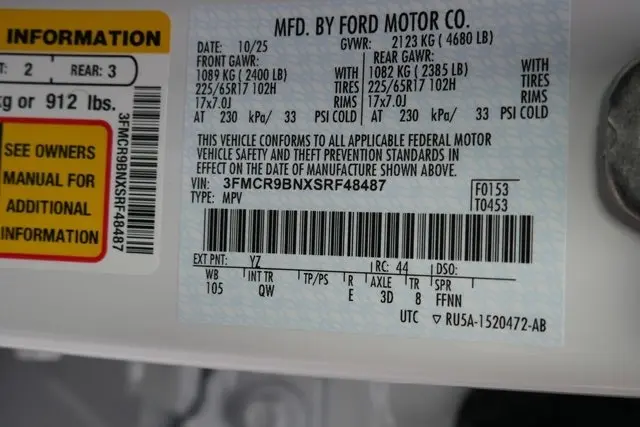 INFORMATION
T: 2 REAR: 3
kg or 912 lbs.
SEE OWNERS
MANUAL FOR
ADDITIONAL
INFORMATION
3FMCR9BNXSRF48487
MFD. BY FORD MOTOR CO.
DATE: 10/25 GVWR: 2123 KG ( 4680 LB)
FRONT GAWR: REAR GAWR:
1089 KG ( 2400 LB) WITH 1082 KG ( 2385 LB) WITH
225/65R17 102H TIRES 225/65R17 102H TIRES
17x7.0J RIMS 17x7.0J RIMS
AT 230 kPa/ 33 PSI COLD AT 230 kPa/ 33 PSI COLD
THIS VEHICLE CONFORMS TO ALL APPLICABLE FEDERAL MOTOR
VEHICLE SAFETY AND THEFT PREVENTION STANDARDS IN
EFFECT ON THE DATE OF MANUFACTURE SHOWN ABOVE.
VIN: 3FMCR9BNXSRF48487 F0153
TYPE: MPV T0453
EXT PNT: YZ RC: 44 DSO:
WB INT TR TP/PS R AXLE TR SPR
105 QW E 3D 8 FFNN
UTC ▽ RU5A-1520472-AB